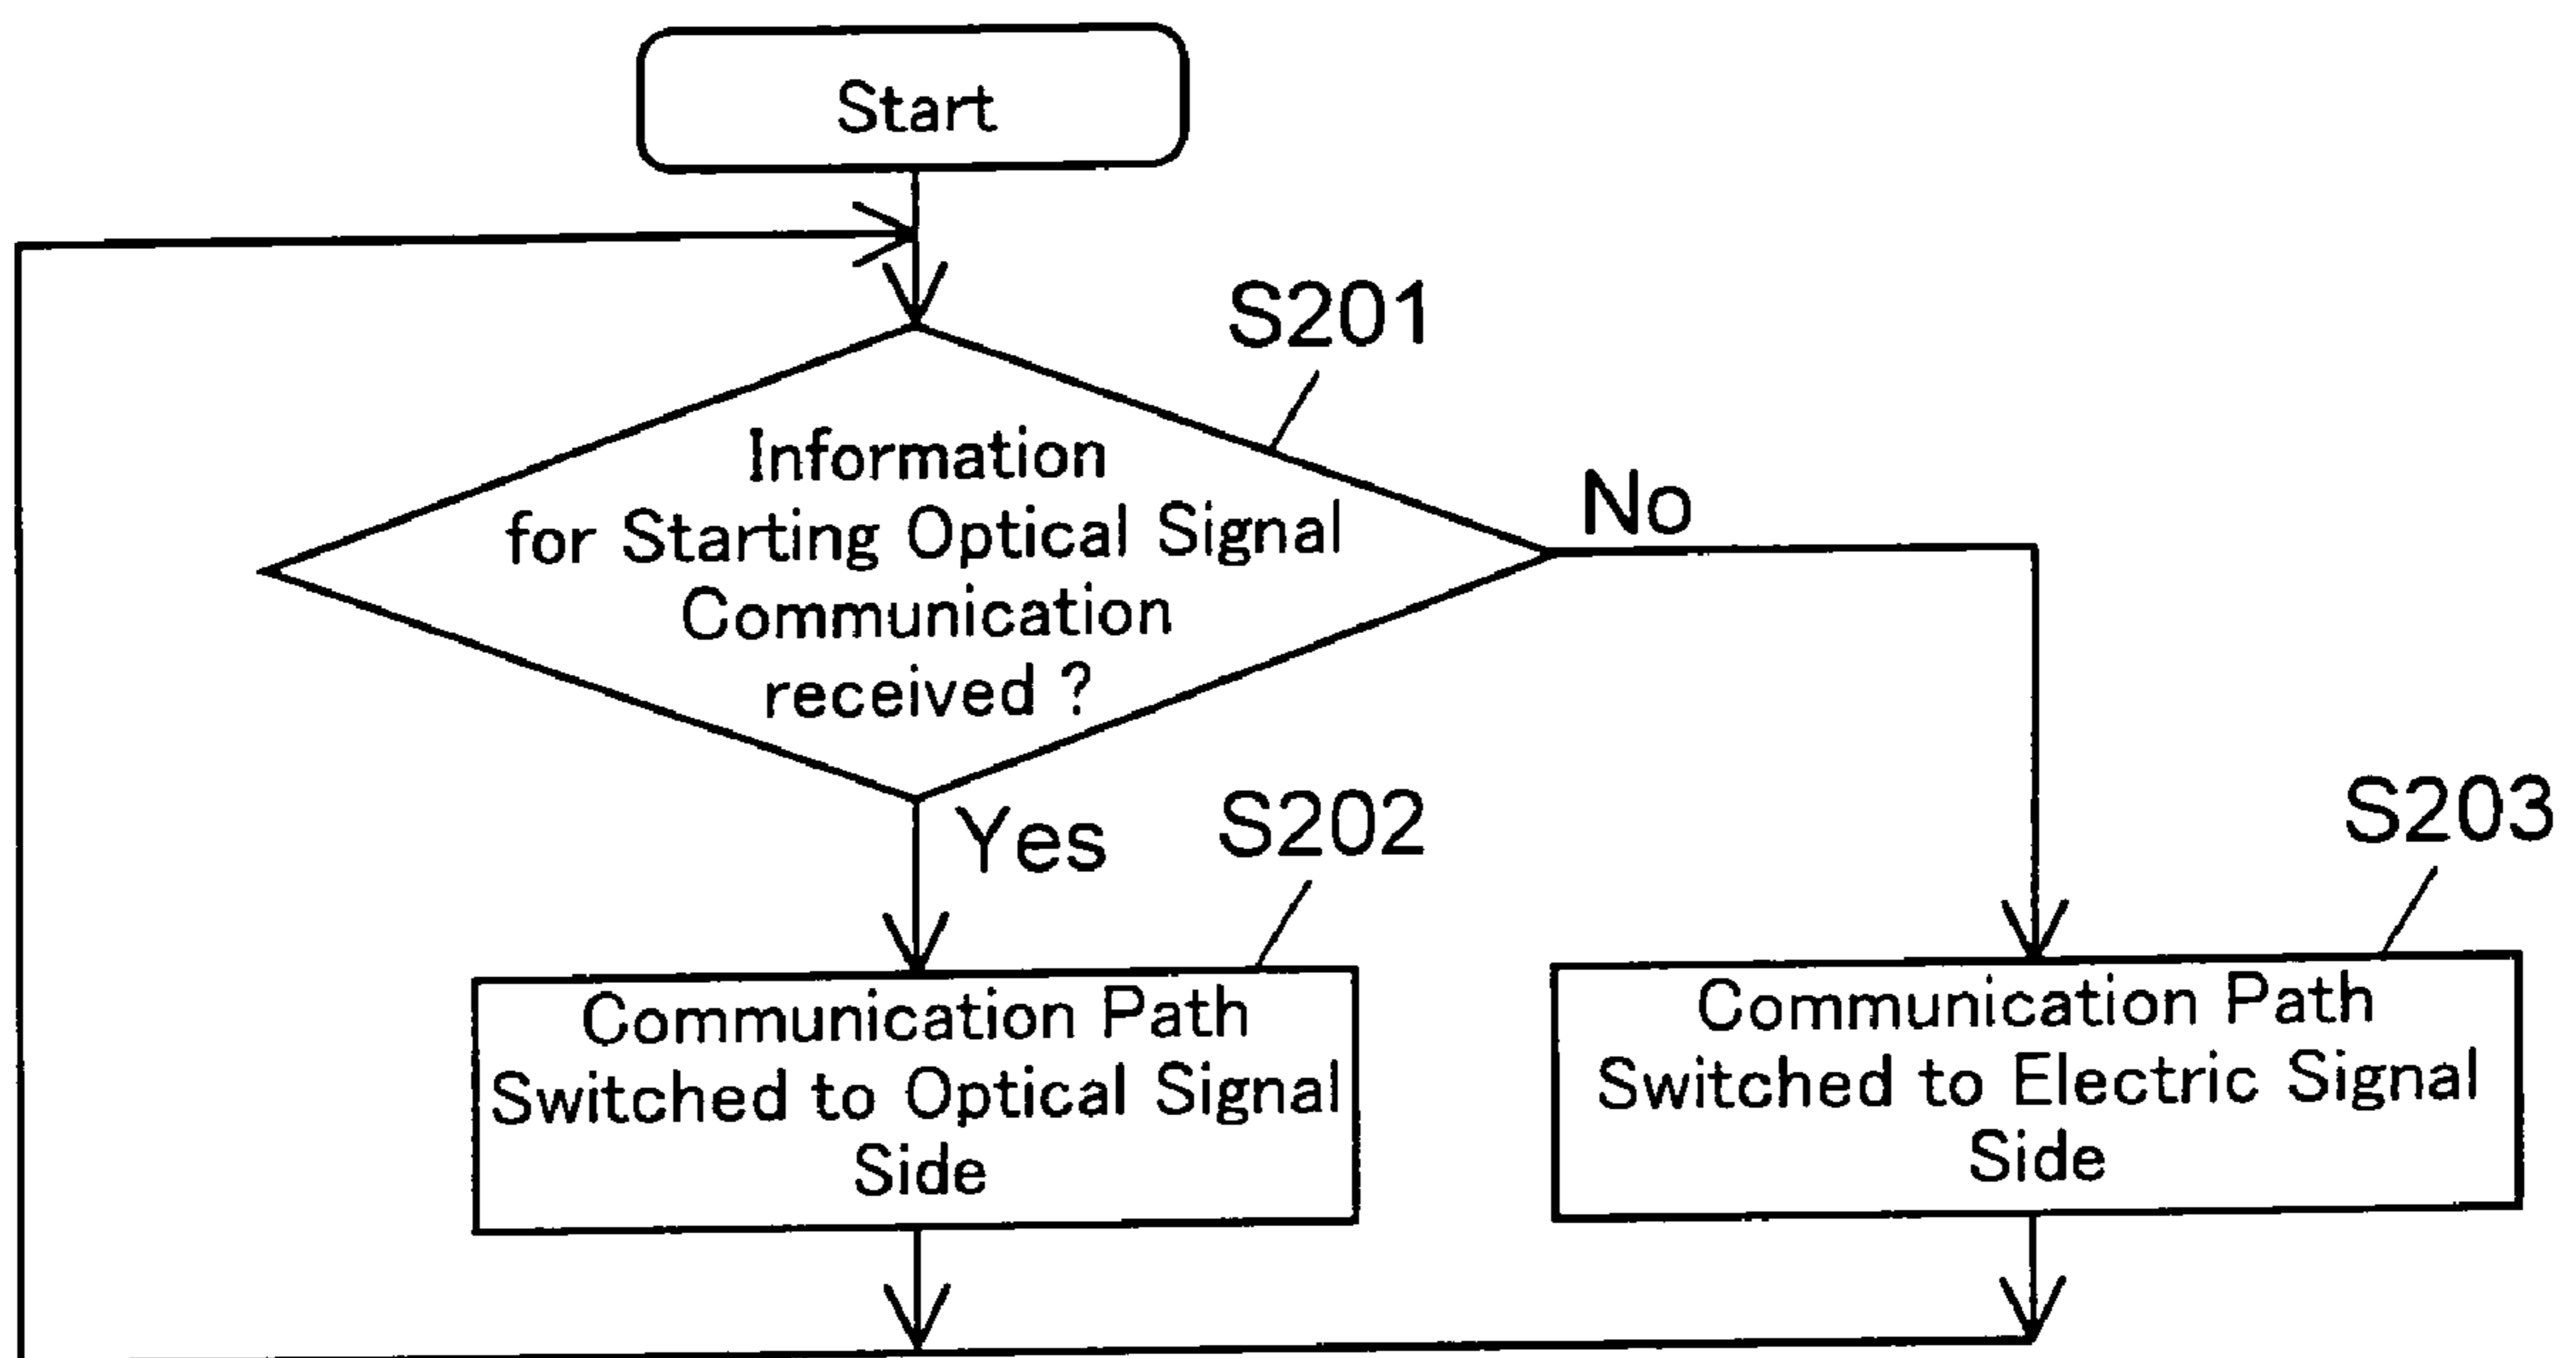 Start
S201
Information
for Starting Optical Signal
Communication
received ?
No
Yes
S202
S203
Communication Path
Switched to Optical Signal
Side
Communication Path
Switched to Electric Signal
Side